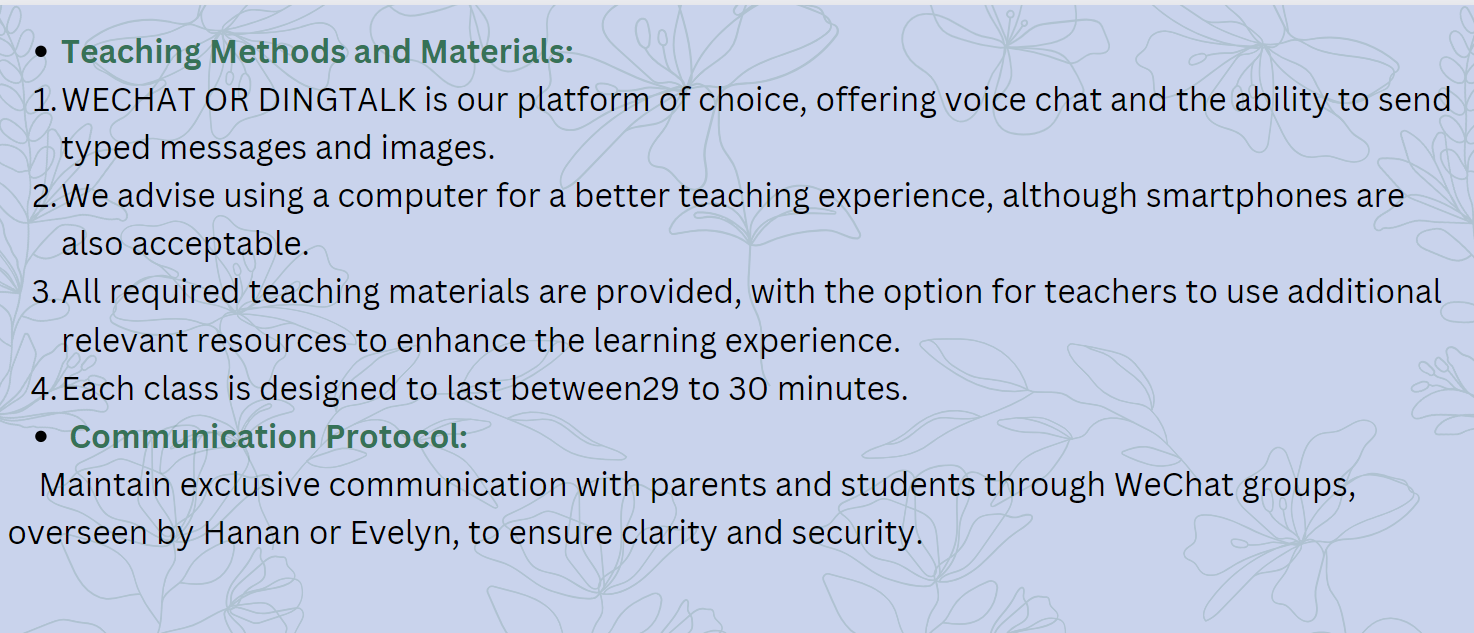 • Teaching Methods and Materials:
1. WECHAT OR DINGTALK is our platform of choice, offering voice chat and the ability to send
typed messages and images.
2. We advise using a computer for a better teaching experience, although smartphones are
also acceptable.
3. All required teaching materials are provided, with the option for teachers to use additional
relevant resources to enhance the learning experience.
4. Each class is designed to last between29 to 30 minutes.
• Communication Protocol:
Maintain exclusive communication with parents and students through WeChat groups,
overseen by Hanan or Evelyn, to ensure clarity and security.